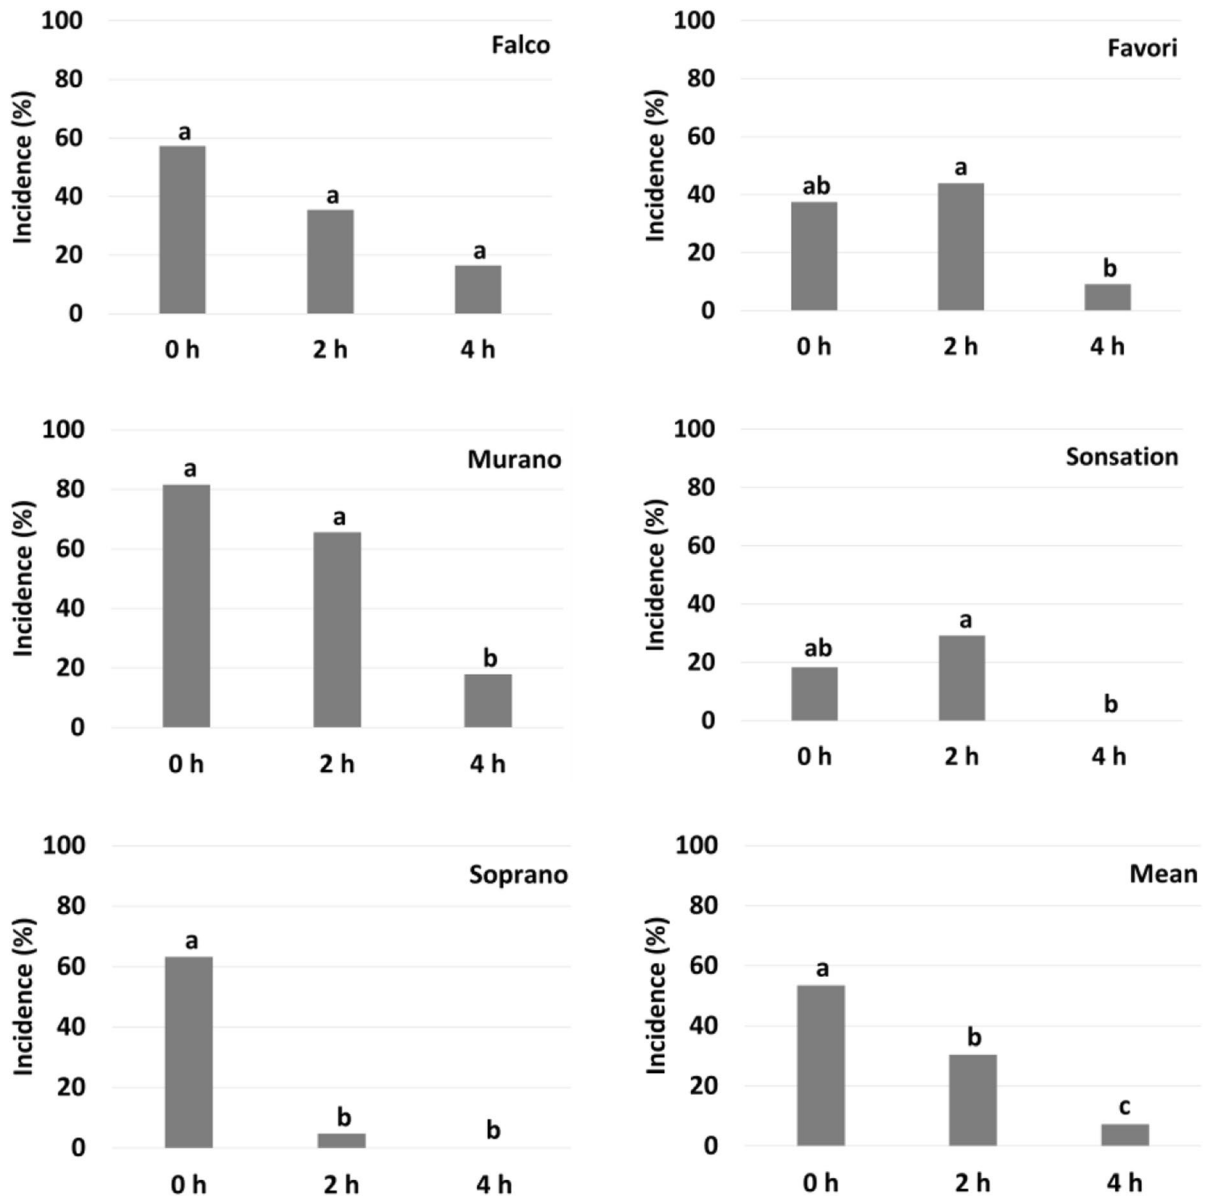 100
Falco
80
Incidence (%)
60
a
40
a
20
a
0
0 h 2 h 4 h
100
Favori
80
Incidence (%)
60
40
ab a
20
b
0
0 h 2 h 4 h
100
Murano
80
a
Incidence (%)
60
a
40
20
b
0
0 h 2 h 4 h
100
Sonsation
80
Incidence (%)
60
40
20
ab a b
0
0 h 2 h 4 h
100
Soprano
80
Incidence (%)
60
a
40
20
b b
0
0 h 2 h 4 h
100
Mean
80
Incidence (%)
60
a
40
b
20
c
0
0 h 2 h 4 h